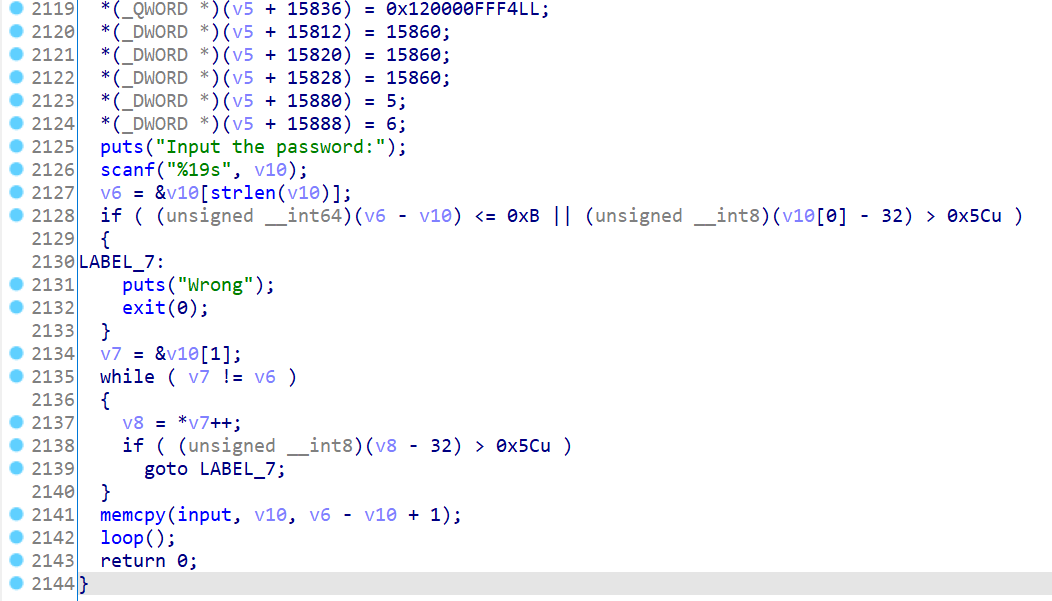 2119 *(_QWORD *)(v5 + 15836) = 0x120000FFF4LL;
2120 *(_DWORD *)(v5 + 15812) = 15860;
2121 *(_DWORD *)(v5 + 15820) = 15860;
2122 *(_DWORD *)(v5 + 15828) = 15860;
2123 *(_DWORD *)(v5 + 15880) = 5;
2124 *(_DWORD *)(v5 + 15888) = 6;
2125 puts("Input the password:");
2126 scanf("%19s", v10);
2127 v6 = &v10[strlen(v10)];
2128 if ( (unsigned __int64)(v6 - v10) <= 0xB || (unsigned __int8)(v10[0] - 32) > 0x5Cu )
2129 {
2130 LABEL_7:
2131 puts("Wrong");
2132 exit(0);
2133 }
2134 v7 = &v10[1];
2135 while ( v7 != v6 )
2136 {
2137 v8 = *v7++;
2138 if ( (unsigned __int8)(v8 - 32) > 0x5Cu )
2139 goto LABEL_7;
2140 }
2141 memcpy(input, v10, v6 - v10 + 1);
2142 loop();
2143 return 0;
2144 }